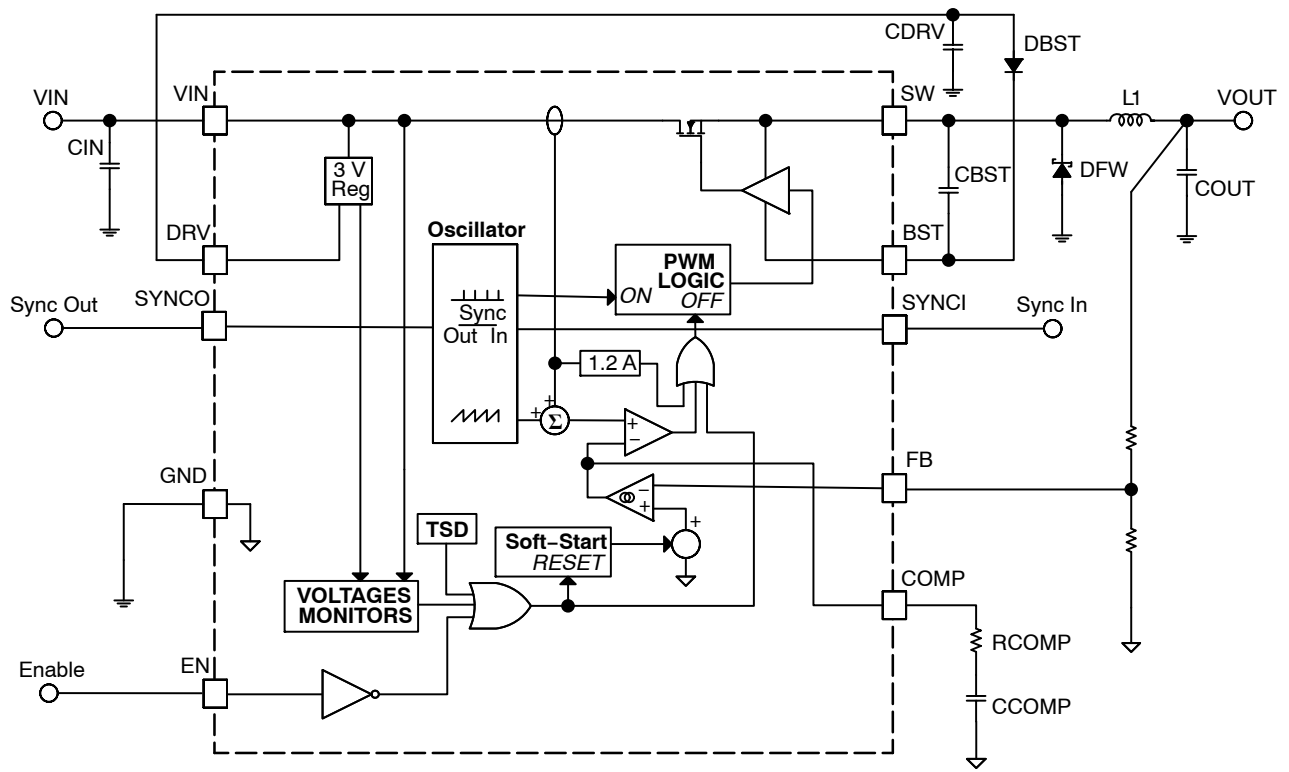 CDRV
DBST
VIN
VIN
SW
L1
VOUT
CIN
3 V
Reg
CBST
DFW
COUT
DRV
Oscillator
BST
PWM
LOGIC
ON
OFF
Sync Out
SYNCO
SYNCI
Sync In
Sync
Out In
1.2 A
+
+
Σ
+
−
GND
FB
−
+
TSD
Soft−Start
RESET
+
COMP
VOLTAGES
MONITORS
RCOMP
Enable
EN
CCOMP